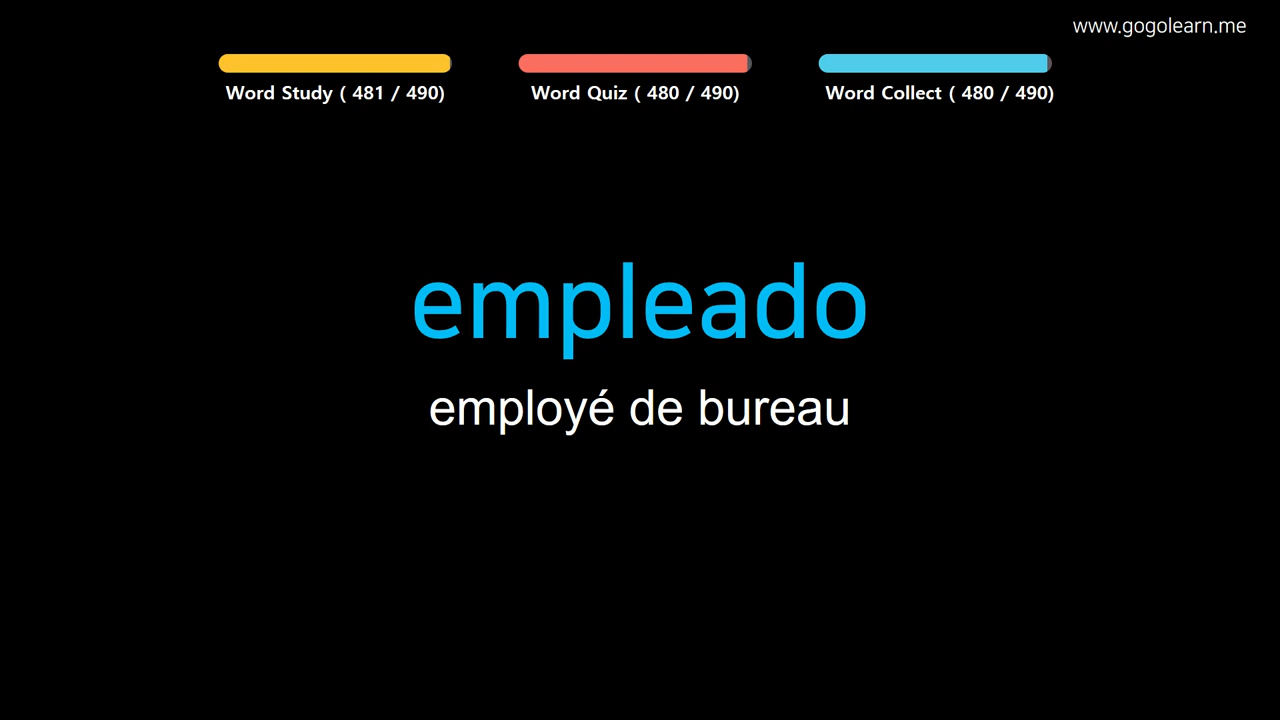 www.gogolearn.me
Word Study ( 481 / 490)
Word Quiz ( 480 / 490)
Word Collect ( 480 / 490)
empleado
employé de bureau